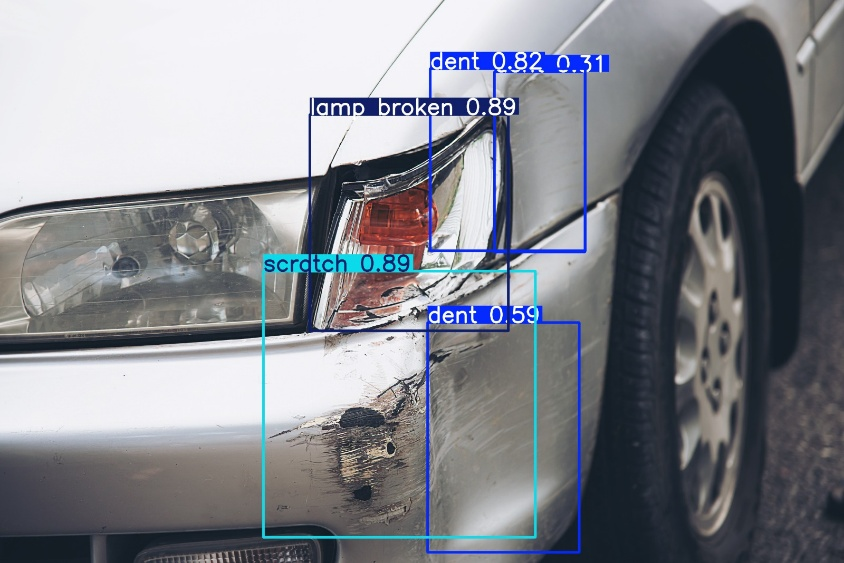 dent 0.82
0.31
lamp broken 0.89
scratch 0.89
dent 0.59